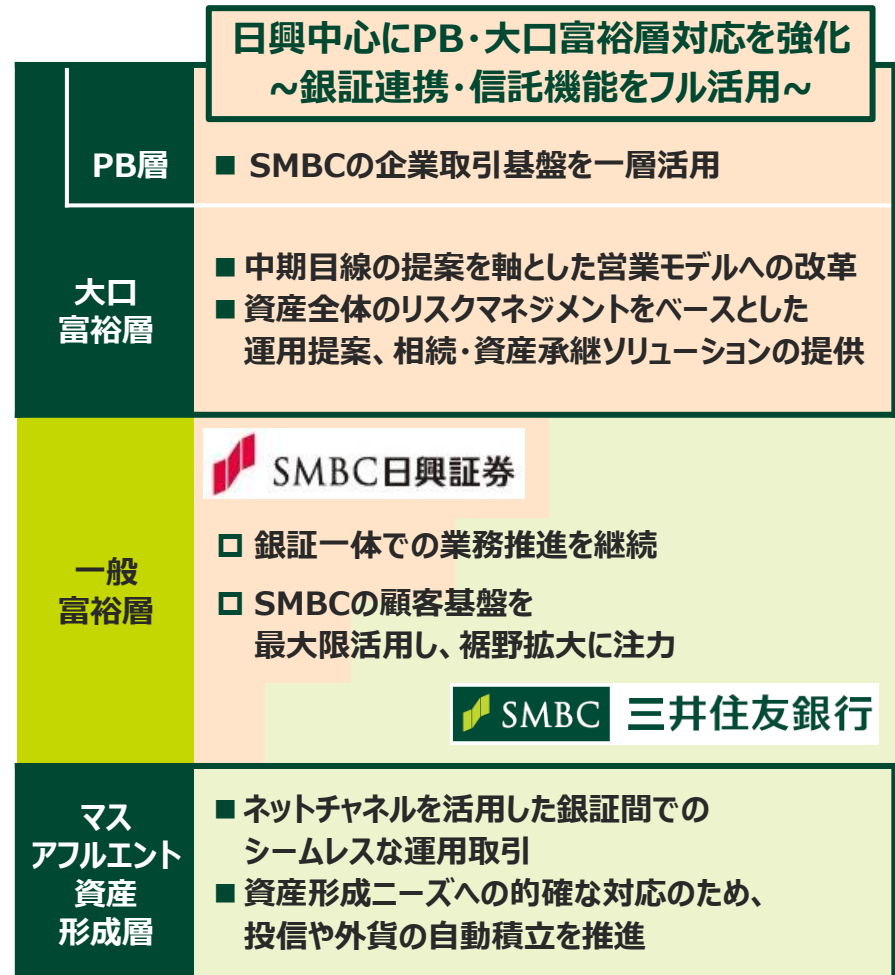 日興中心にPB・大口富裕層対応を強化
~銀証連携・信託機能をフル活用~
PB層
■ SMBCの企業取引基盤を一層活用
大口
富裕層
■ 中期目線の提案を軸とした営業モデルへの改革
■ 資産全体のリスクマネジメントをベースとした
運用提案、相続・資産承継ソリューションの提供
SMBC日興証券
一般
富裕層
□ 銀証一体での業務推進を継続
□ SMBCの顧客基盤を
最大限活用し、裾野拡大に注力
SMBC 三井住友銀行
マス
アフルエント
資産
形成層
■ ネットチャネルを活用した銀証間での
シームレスな運用取引
■ 資産形成ニーズへの的確な対応のため、
投信や外貨の自動積立を推進